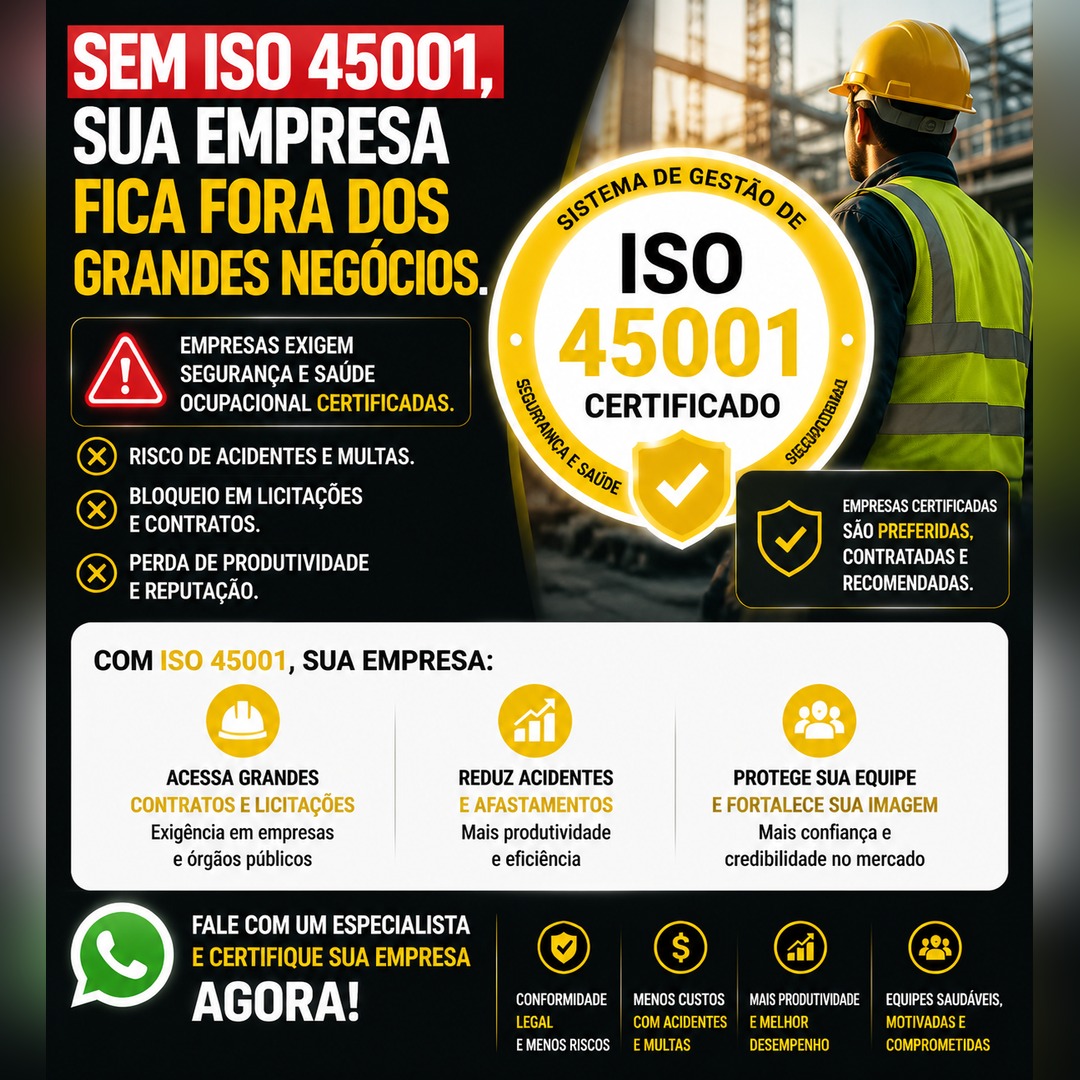 SEM ISO 45001,
SUA EMPRESA
FICA FORA DOS
GRANDES NEGÓCIOS.
EMPRESAS EXIGEM
SEGURANÇA E SAÚDE
OCUPACIONAL CERTIFICADAS.
RISCO DE ACIDENTES E MULTAS.
BLOQUEIO EM LICITAÇÕES
E CONTRATOS.
PERDA DE PRODUTIVIDADE
E REPUTAÇÃO.
SISTEMA DE GESTÃO DE
ISO
45001
CERTIFICADO
SEGURRANÇA E SAÚDE
EMPRESAS CERTIFICADAS
SÃO PREFERIDAS,
CONTRATADAS E
RECOMENDADAS.
COM ISO 45001, SUA EMPRESA:
ACESSA GRANDES
CONTRATOS E LICITAÇÕES
Exigência em empresas
e órgãos públicos
REDUZ ACIDENTES
E AFASTAMENTOS
Mais produtividade
e eficiência
PROTEGE SUA EQUIPE
E FORTALECE SUA IMAGEM
Mais confiança e
credibilidade no mercado
FALE COM UM ESPECIALISTA
E CERTIFIQUE SUA EMPRESA
AGORA!
CONFORMIDADE
LEGAL
E MENOS RISCOS
MENOS CUSTOS
COM ACIDENTES
E MULTAS
MAIS PRODUTIVIDADE
E MELHOR
DESEMPENHO
EQUIPES SAUDÁVEIS,
MOTIVADAS E
COMPROMETIDAS